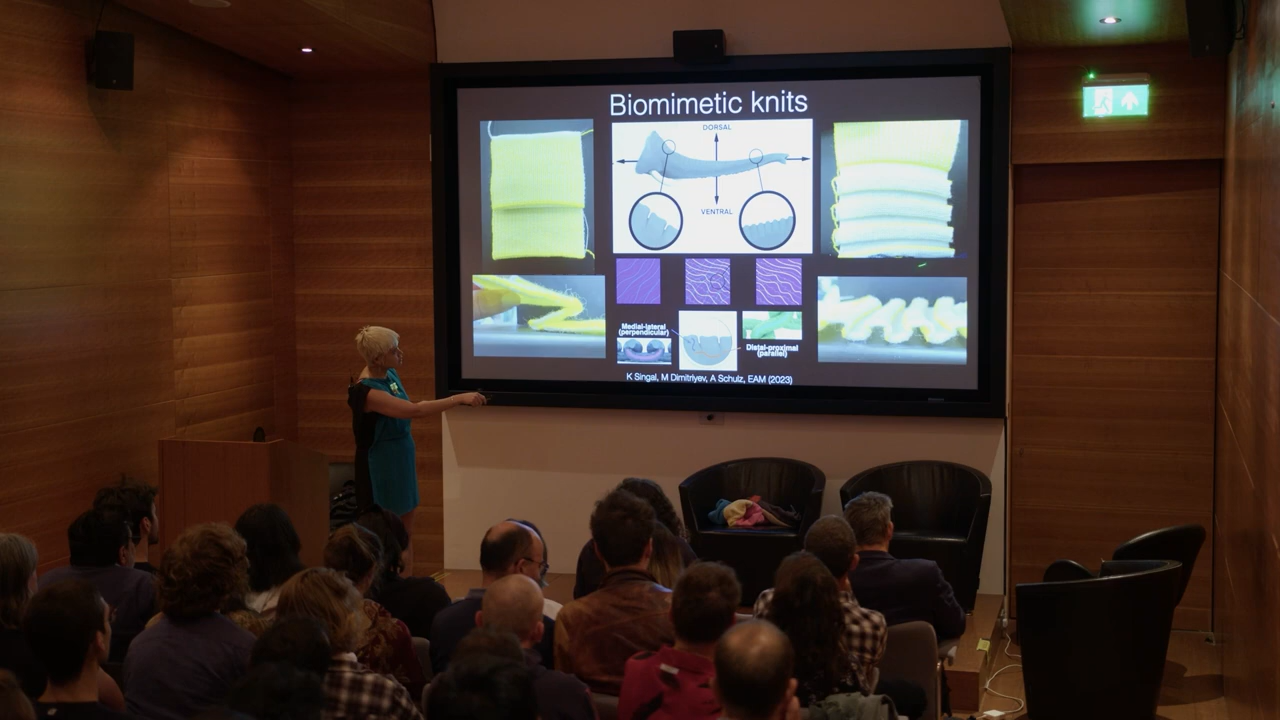 Biomimetic knits
DORSAL
VENTRAL
Medial-lateral
(perpendicular)
Distal-proximal
(parallel)
K Singal, M Dimitriyev, A Schulz, EAM (2023)